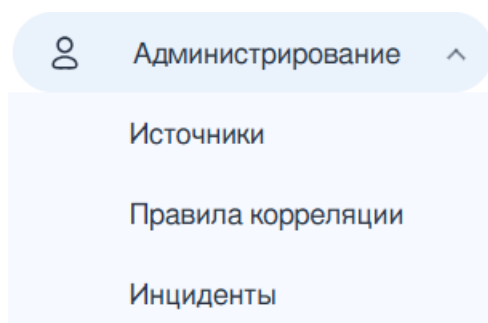 Администрирование
Источники
Правила корреляции
Инциденты